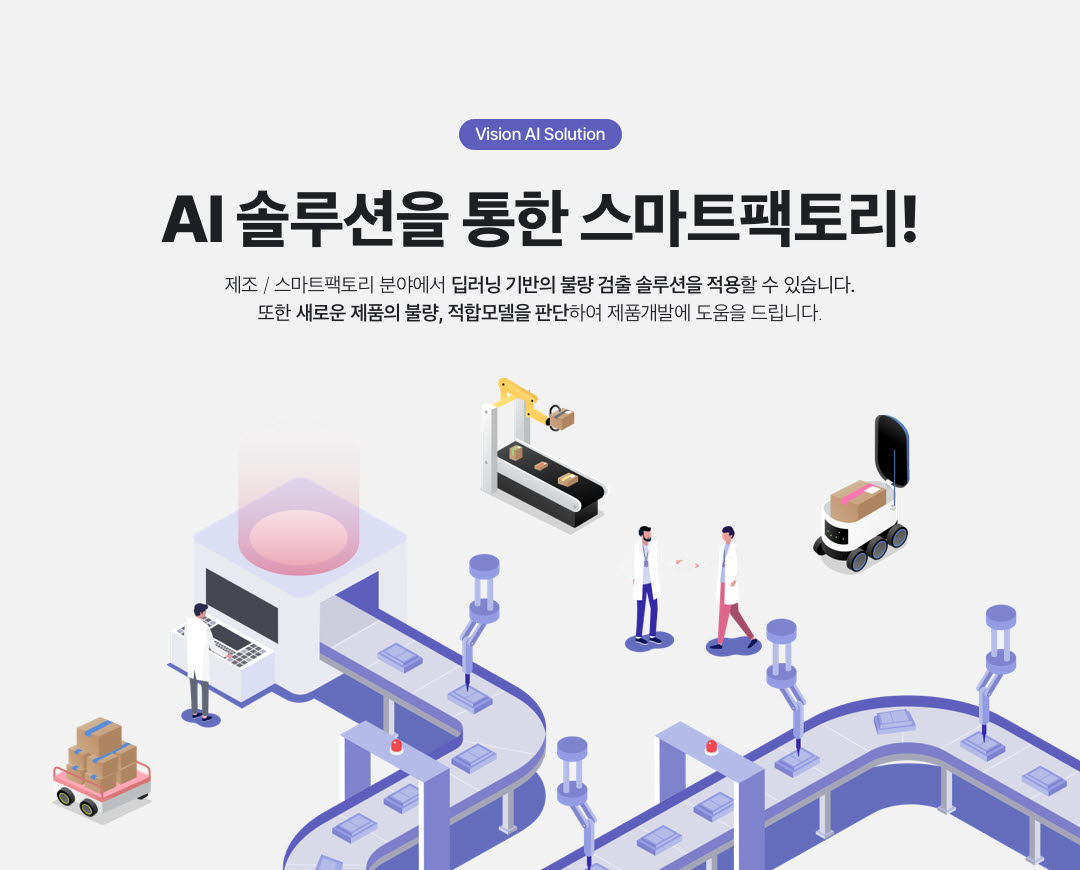 Vision AI Solution
AI 솔루션을 통한 스마트팩토리!
제조 / 스마트팩토리 분야에서 딥러닝 기반의 불량 검출 솔루션을 적용할 수 있습니다.
또한 새로운 제품의 불량, 적합모델을 판단하여 제품개발에 도움을 드립니다.